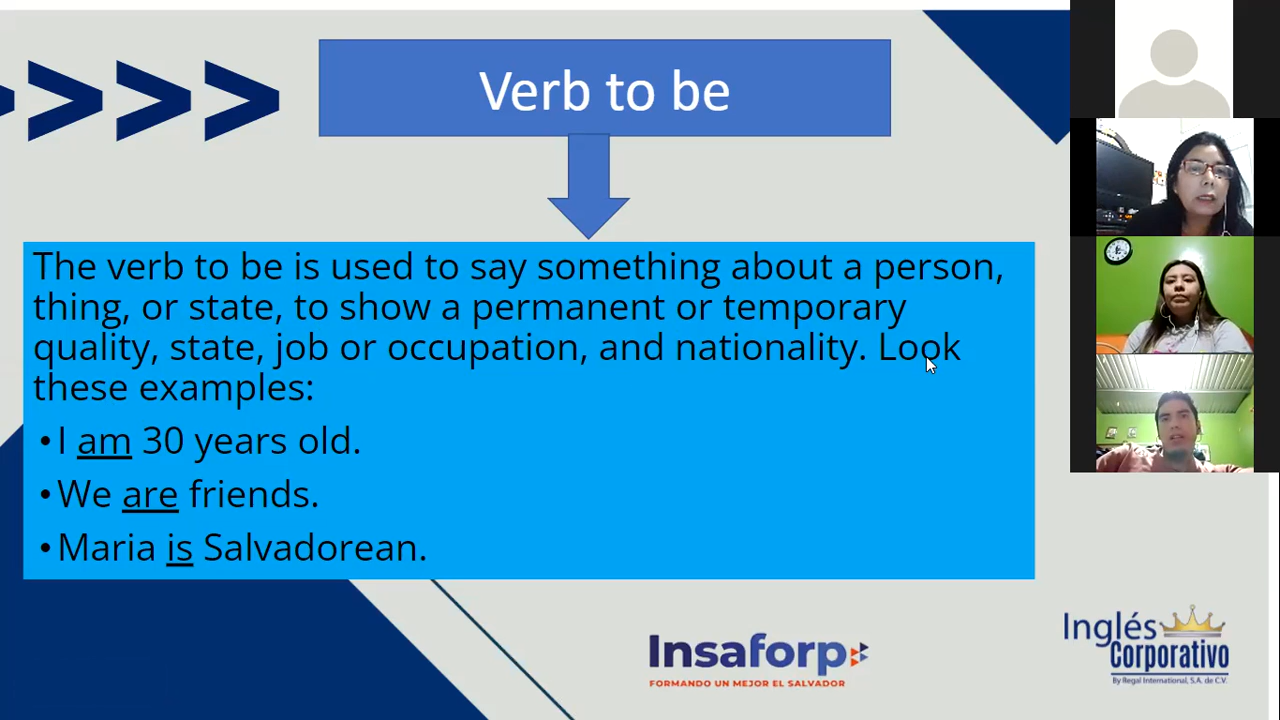 Verb to be
The verb to be is used to say something about a person,
thing, or state, to show a permanent or temporary
quality, state, job or occupation, and nationality. Look
these examples:
•I am 30 years old.
•We are friends.
•Maria is Salvadorean.
Insaforp
FORMANDO UN MEJOR EL SALVADOR
Inglés
Corporativo
By Regal International, S.A. de C.V.